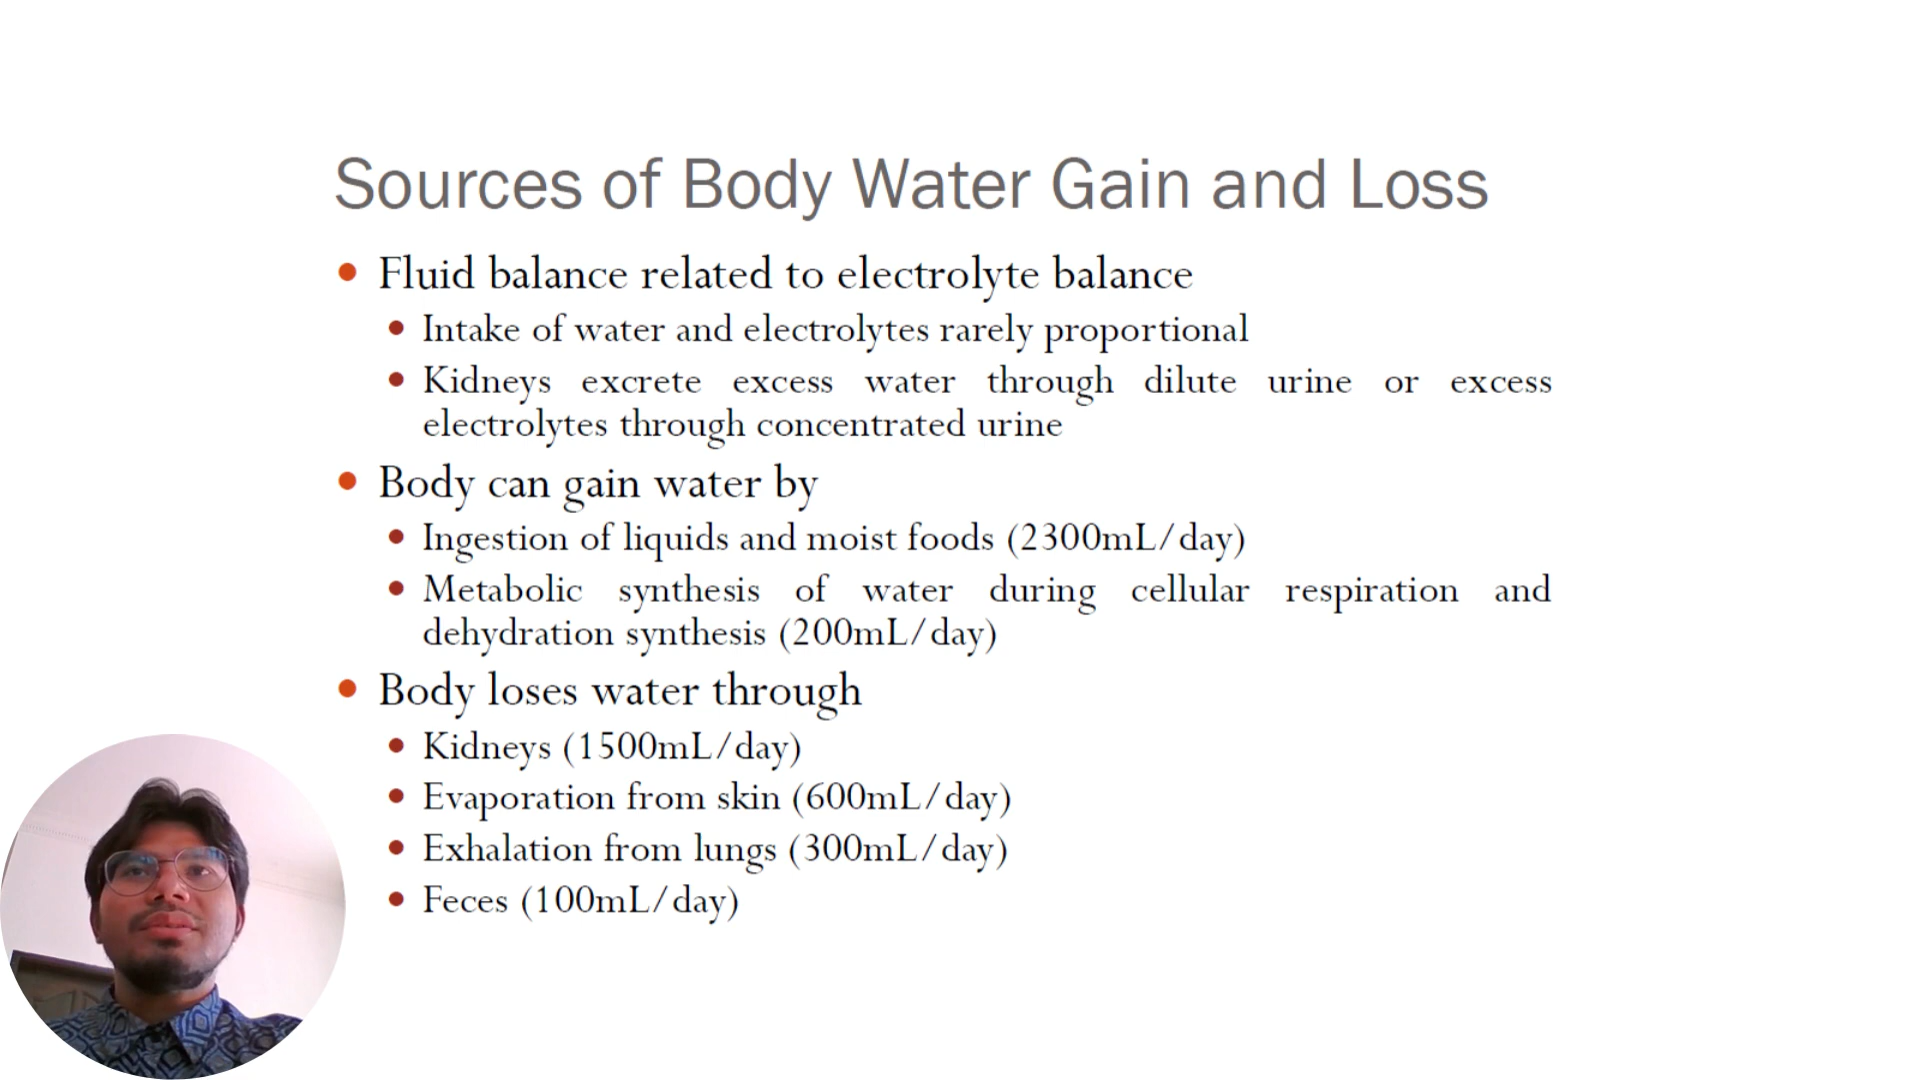 Sources of Body Water Gain and Loss
Fluid balance related to electrolyte balance
Intake of water and electrolytes rarely proportional
Kidneys excrete excess water through dilute urine or excess
electrolytes through concentrated urine
Body can gain water by
Ingestion of liquids and moist foods (2300mL/day)
Metabolic synthesis of water during cellular respiration and
dehydration synthesis (200mL/day)
Body loses water through
Kidneys (1500mL/day)
Evaporation from skin (600mL/day)
Exhalation from lungs (300mL/day)
Feces (100mL/day)